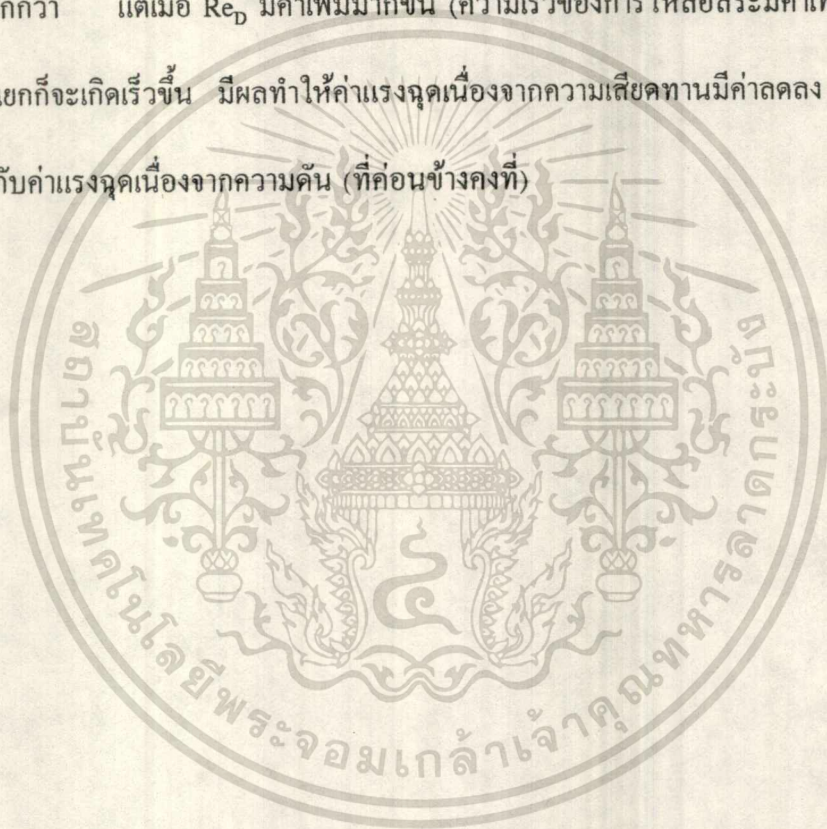 กกว่า แต่เมื่อ Re_D มีค่าเพิ่มมากขึ้น (ความเร็วของการไหลอิสระมีค่าเ
ยกก็จะเกิดเร็วขึ้น มีผลทำให้ค่าแรงฉุดเนื่องจากความเสียดทานมีค่าลดลง
กับค่าแรงฉุดเนื่องจากความดัน (ที่ค่อนข้างคงที่)
สถาบันเทคโนโลยีพระจอมเกล้าเจ้าคุณทหารลาดกระบัง